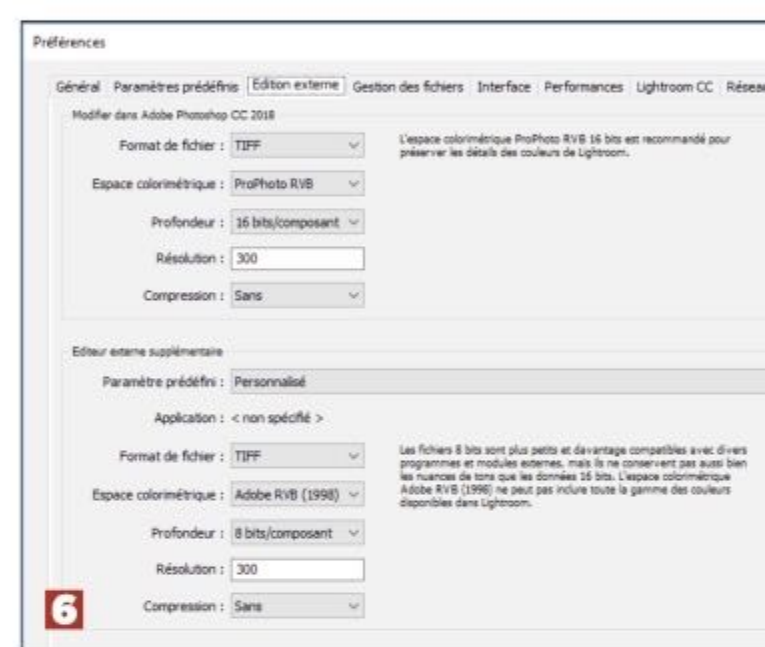 Préférences
Général Paramètres prédéfinis Edition externe Gestion des fichiers Interface Performances Lightroom CC Résea
Modifier dans Adobe Photoshop CC 2018
Format de fichier : TIFF
L'espace colorimétrique ProPhoto RVB 16 bits est recommandé pour
préserver les détails des couleurs de Lightroom.
Espace colorimétrique : ProPhoto RVB
Profondeur : 16 bits/composant
Résolution : 300
Compression : Sans
Editeur externe supplémentaire
Paramètre prédéfini : Personnalisé
Application : < non spécifié >
Format de fichier : TIFF
Les fichiers 8 bits sont plus petits et davantage compatibles avec divers
programmes et modules externes, mais ils ne conservent pas aussi bien
les nuances de tons que les données 16 bits. L'espace colorimétrique
Adobe RVB (1998) ne peut pas inclure toute la gamme des couleurs
disponibles dans Lightroom.
Espace colorimétrique : Adobe RVB (1998)
Profondeur : 8 bits/composant
Résolution : 300
Compression : Sans
6